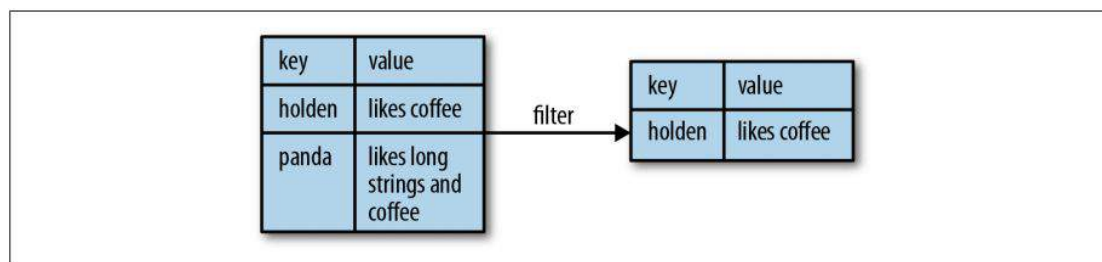 key value
holden likes coffee
panda likes long
strings and
coffee
filter
key value
holden likes coffee